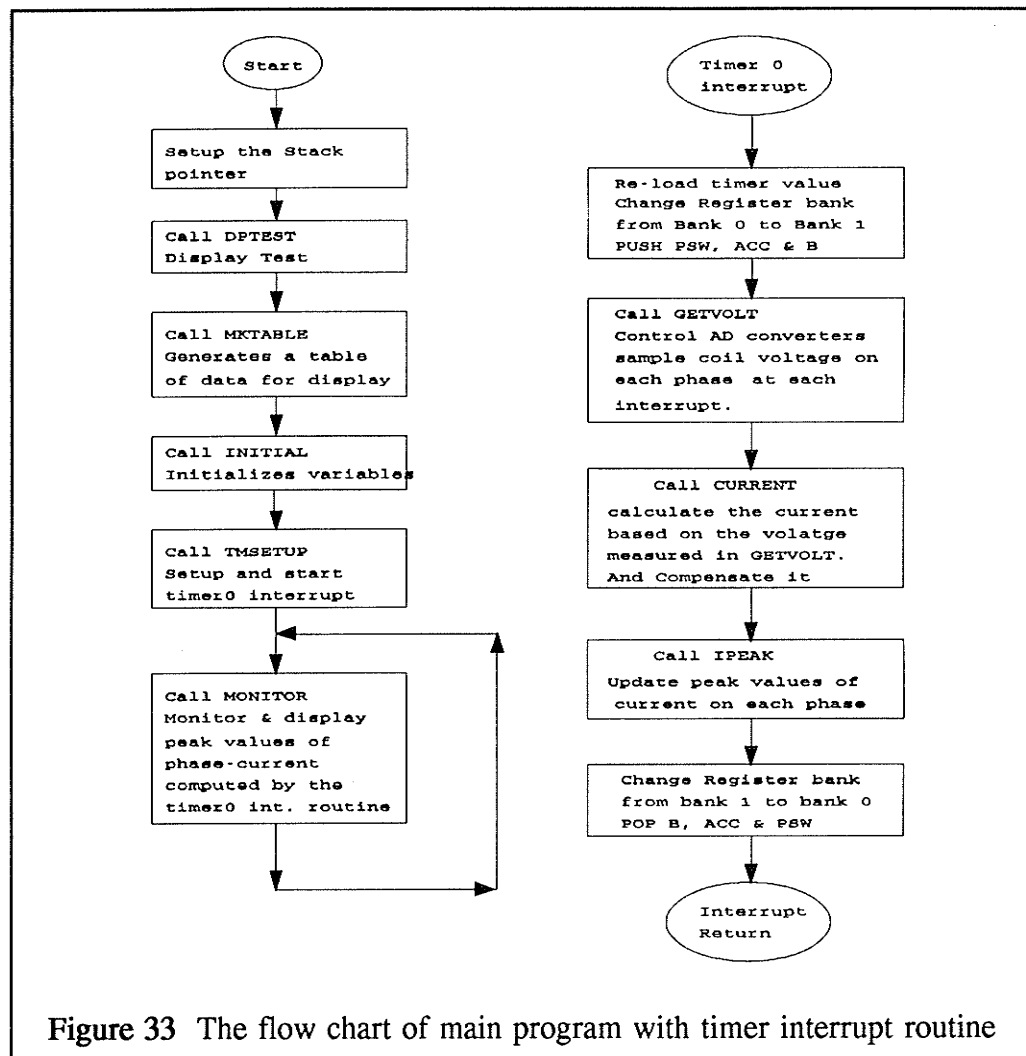 Start
Setup the Stack
pointer
Call DPTEST
Display Test
Call MKTABLE
Generates a table
of data for display
Call INITIAL
Initializes variables
Call TMSETUP
Setup and start
timer0 interrupt
Call MONITOR
Monitor & display
peak values of
phase-current
computed by the
timer0 int. routine
Timer 0
interrupt
Re-load timer value
Change Register bank
from Bank 0 to Bank 1
PUSH PSW, ACC & B
Call GETVOLT
Control AD converters
sample coil voltage on
each phase at each
interrupt.
Call CURRENT
calculate the current
based on the volatge
measured in GETVOLT.
And Compensate it
Call IPEAK
Update peak values of
current on each phase
Change Register bank
from bank 1 to bank 0
POP B, ACC & PSW
Interrupt
Return
Figure 33 The flow chart of main program with timer interrupt routine